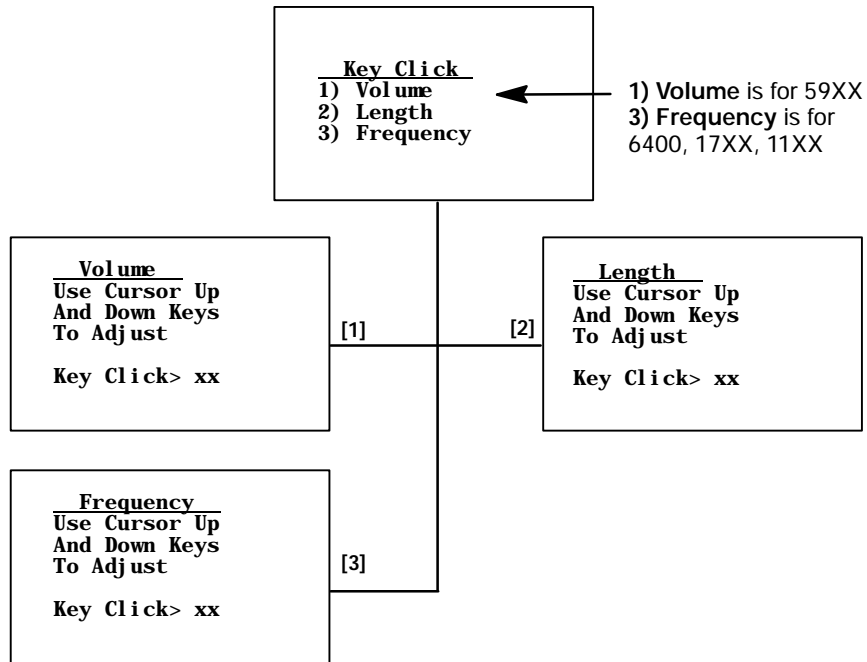 Key Click
1) Volume
2) Length
3) Frequency
1) Volume is for 59XX
3) Frequency is for
6400, 17XX, 11XX
Volume
Use Cursor Up
And Down Keys
To Adjust
Key Click> xx
[1]
[2]
Length
Use Cursor Up
And Down Keys
To Adjust
Key Click> xx
Frequency
Use Cursor Up
And Down Keys
To Adjust
Key Click> xx
[3]